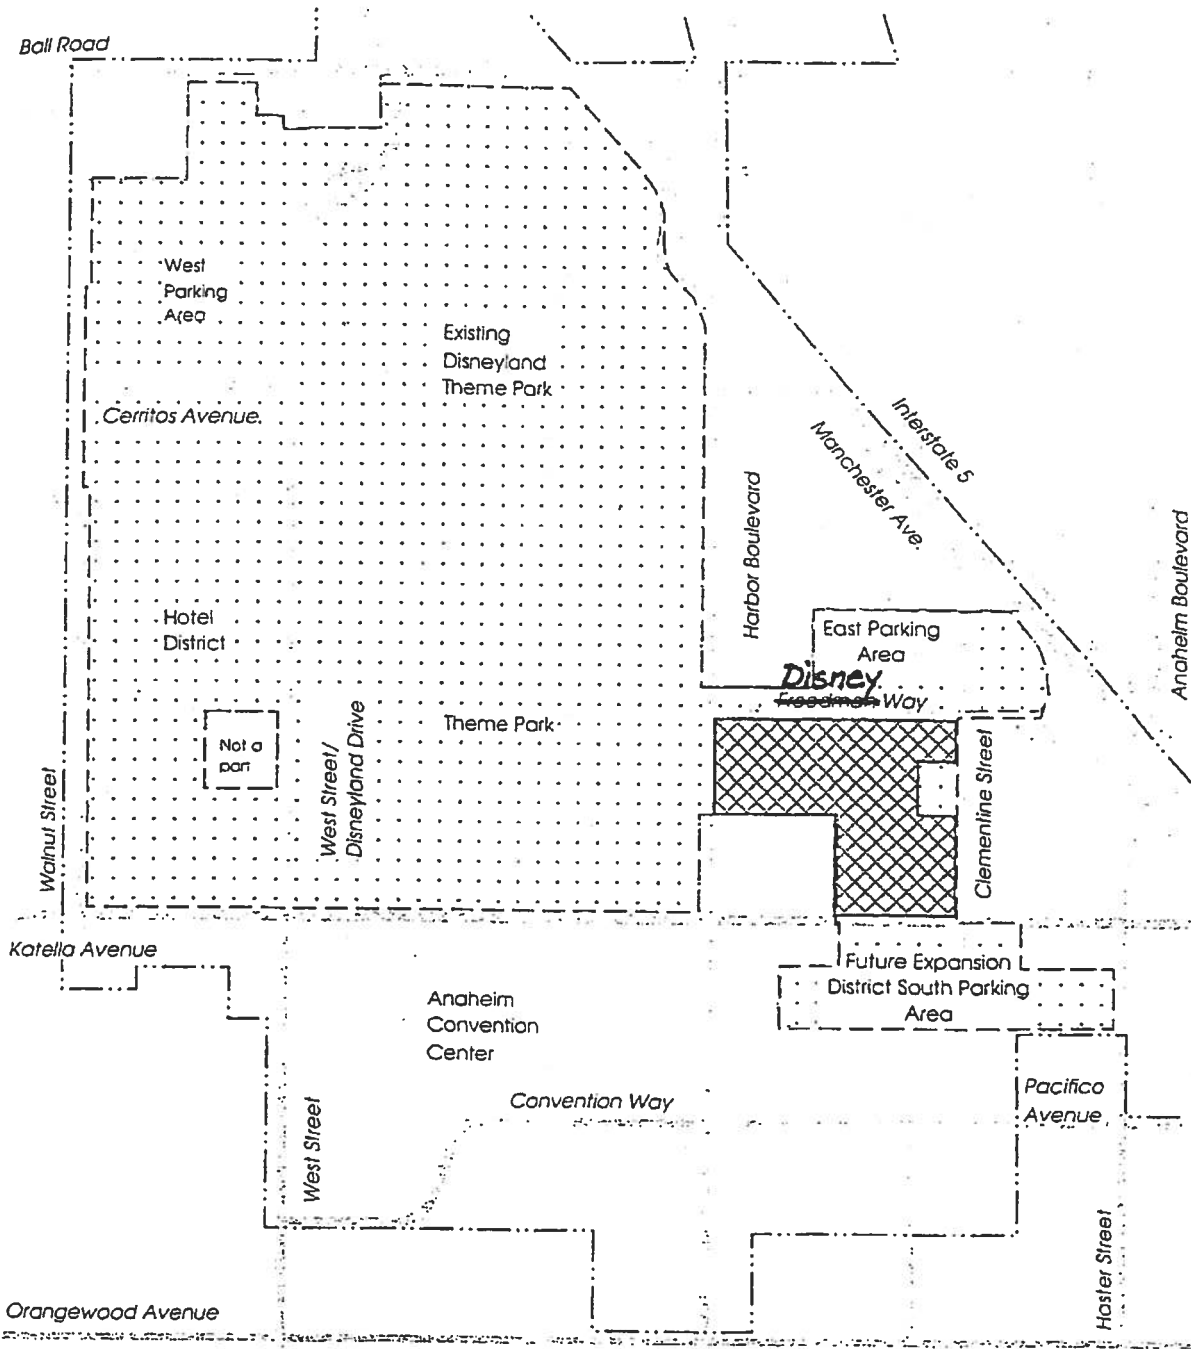 Ball Road
West
Parking
Area
Existing
Disneyland
Theme Park
Cerritos Avenue.
Interstate 5
Manchester Ave.
Harbor Boulevard
Anaheim Boulevard
Hotel
District
East Parking
Area
Disney
Freedman Way
Theme Park
Not a
part
West Street/
Disneyland Drive
Walnut Street
Clementine Street
Katella Avenue
Future Expansion
District South Parking
Area
Anaheim
Convention
Center
Pacifico
Avenue
Convention Way
West Street
Haster Street
Orangewood Avenue